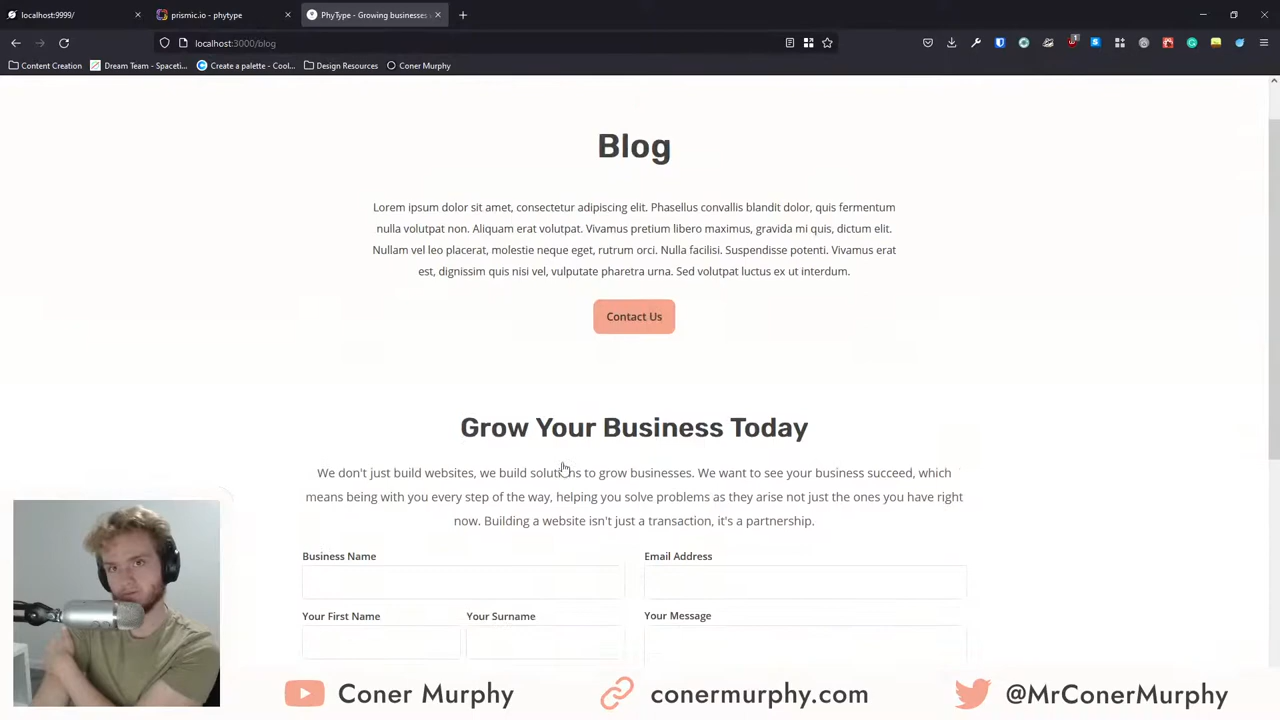 localhost:9999/
prismic.io - phytype
PhyType - Growing businesses
localhost:3000/blog
Content Creation
Dream Team - Spaceti...
Create a palette - Cool...
Design Resources
Coner Murphy
Blog
Lorem ipsum dolor sit amet, consectetur adipiscing elit. Phasellus convallis blandit dolor, quis fermentum
nulla volutpat non. Aliquam erat volutpat. Vivamus pretium libero maximus, gravida mi quis, dictum elit.
Nullam vel leo placerat, molestie neque eget, rutrum orci. Nulla facilisi. Suspendisse potenti. Vivamus erat
est, dignissim quis nisi vel, vulputate pharetra urna. Sed volutpat luctus ex ut interdum.
Contact Us
Grow Your Business Today
We don't just build websites, we build solutions to grow businesses. We want to see your business succeed, which
means being with you every step of the way, helping you solve problems as they arise not just the ones you have right
now. Building a website isn't just a transaction, it's a partnership.
Business Name
Email Address
Your First Name
Your Surname
Your Message
Coner Murphy
conermurphy.com
@MrConerMurphy